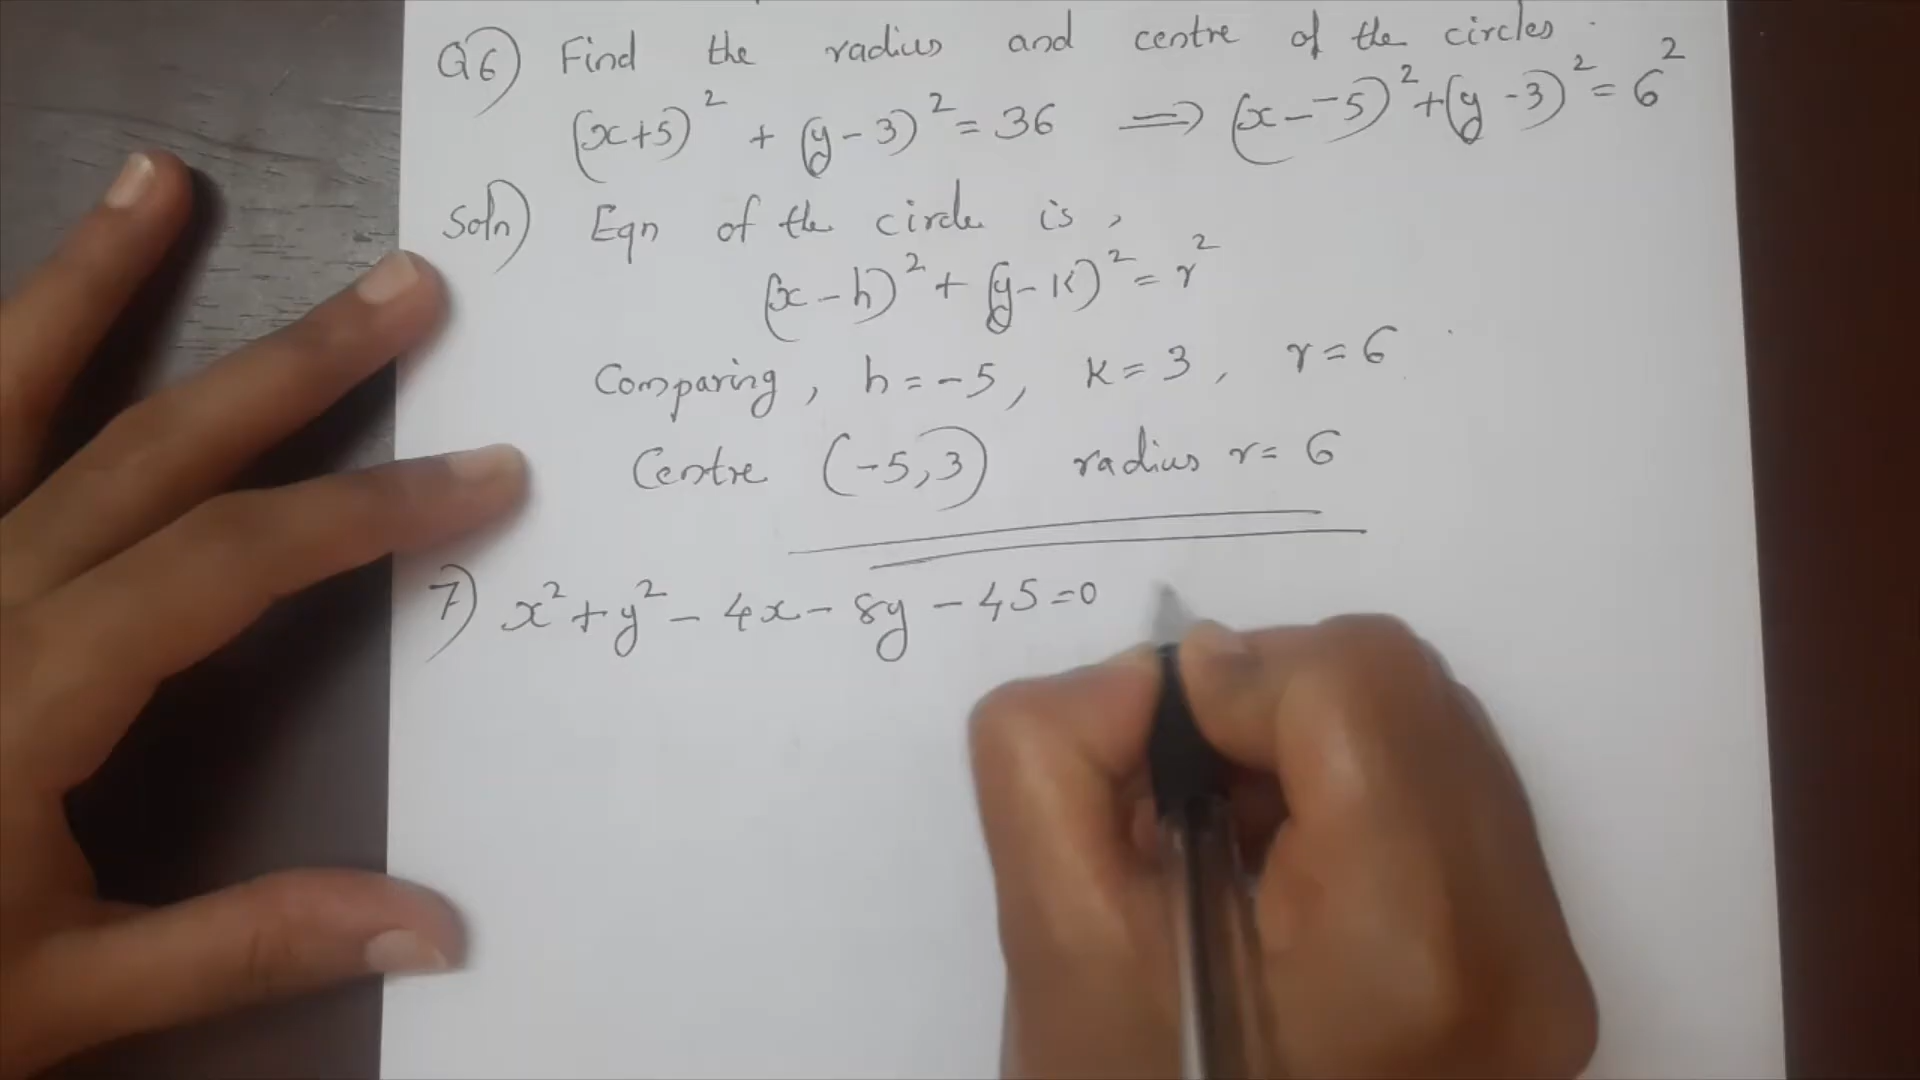 Q6) Find the radius and centre of the circles.
(x+5)² + (y-3)² = 36 ⟹ (x--5)²+(y-3)² = 6²
Soln) Eqn of the circle is,
(x-h)² + (y-k)² = r²
Comparing, h = -5, k = 3, r = 6
Centre (-5,3) radius r = 6
7) x² + y² - 4x - 8y - 45 = 0